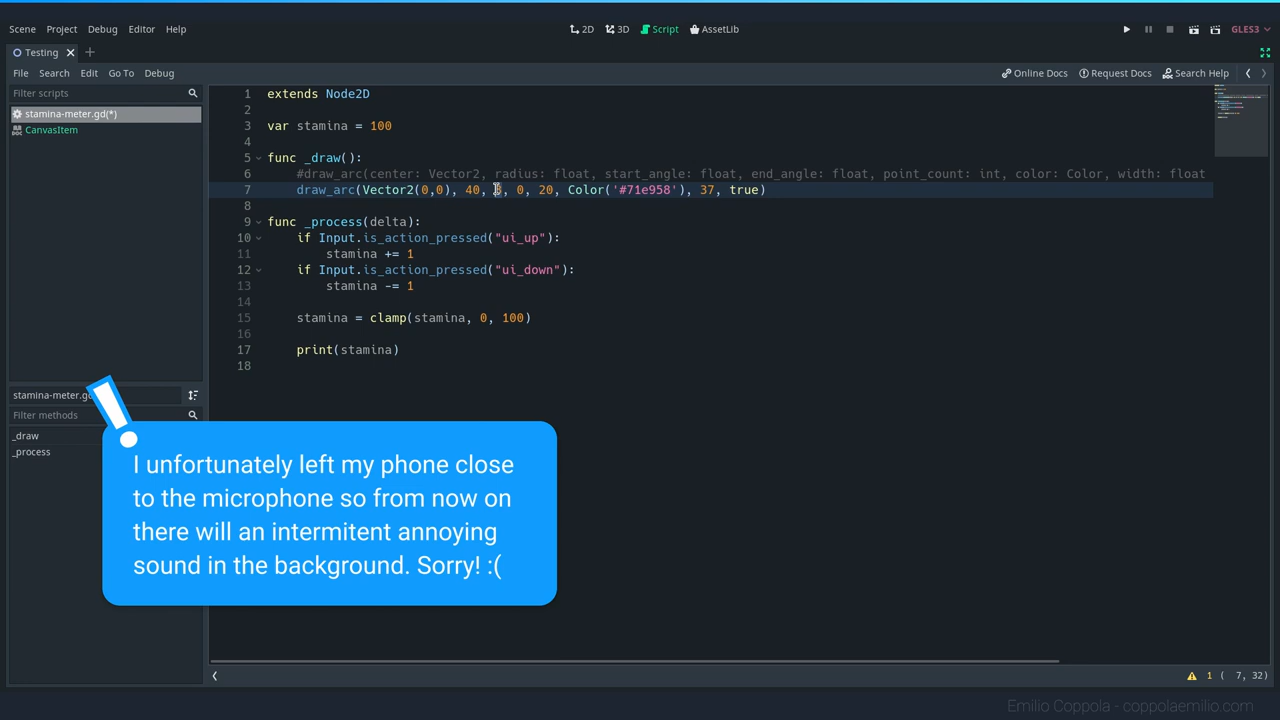 Scene Project Debug Editor Help
2D 3D Script AssetLib
GLES3
Testing
File Search Edit Go To Debug
Online Docs Request Docs Search Help
Filter scripts
stamina-meter.gd(*)
CanvasItem
1 extends Node2D
2
3 var stamina = 100
4
5 func _draw():
6 #draw_arc(center: Vector2, radius: float, start_angle: float, end_angle: float, point_count: int, color: Color, width: float
7 draw_arc(Vector2(0,0), 40, , 0, 20, Color('#71e958'), 37, true)
8
9 func _process(delta):
10 if Input.is_action_pressed("ui_up"):
11 stamina += 1
12 if Input.is_action_pressed("ui_down"):
13 stamina -= 1
14
15 stamina = clamp(stamina, 0, 100)
16
17 print(stamina)
18
stamina-meter.g
Filter methods
_draw
_process
I unfortunately left my phone close
to the microphone so from now on
there will an intermitent annoying
sound in the background. Sorry! :(
1 ( 7, 32)
Emilio Coppola - coppolaemilio.com